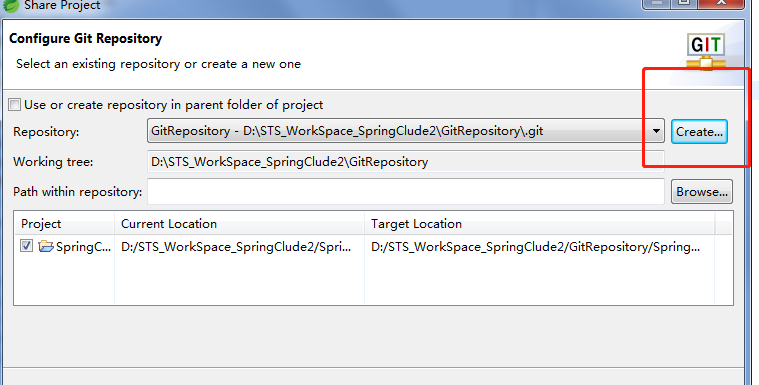 Share Project
Configure Git Repository
Select an existing repository or create a new one
GIT
Use or create repository in parent folder of project
Repository: GitRepository - D:\STS_WorkSpace_SpringClude2\GitRepository\.git Create...
Working tree: D:\STS_WorkSpace_SpringClude2\GitRepository
Path within repository: Browse...
Project Current Location Target Location
SpringC... D:/STS_WorkSpace_SpringClude2/Spri... D:/STS_WorkSpace_SpringClude2/GitRepository/Spring...